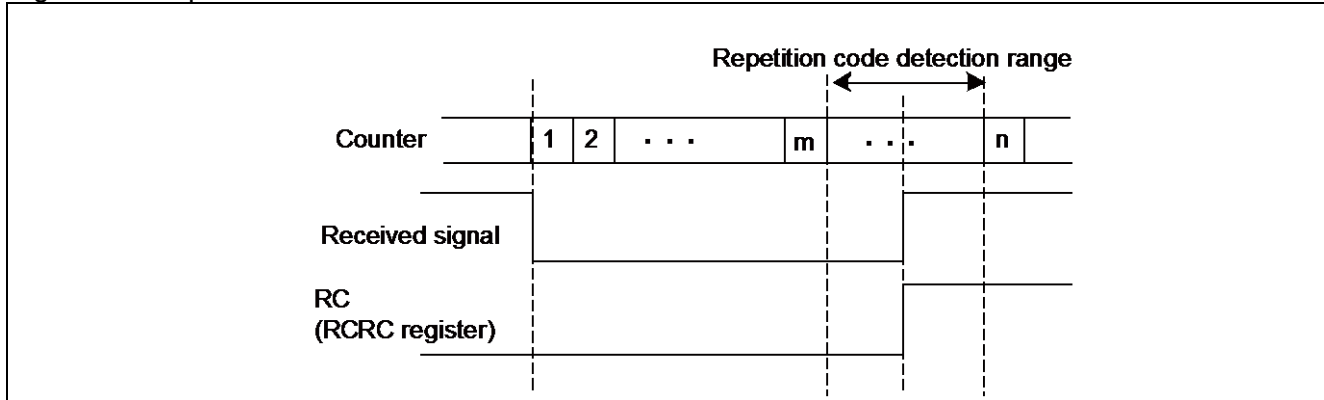 Repetition code detection range
Counter 1 2 · · · m · · · n
Received signal
RC
(RCRC register)